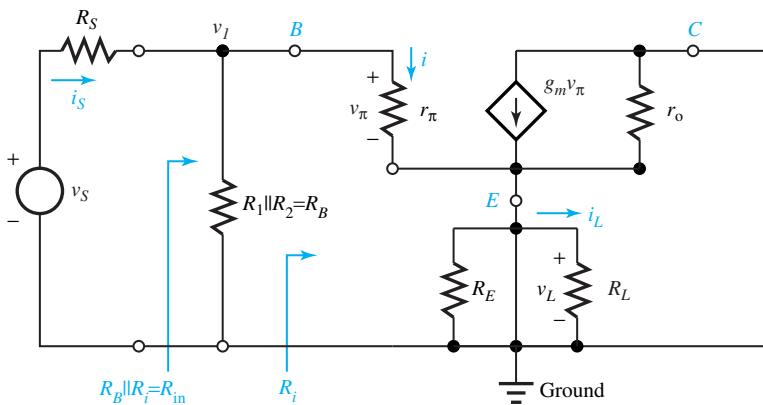 R_S
v_1
B
C
i_S
+
v_π
−
r_π
i
g_m v_π
r_o
+
v_S
−
R_1||R_2=R_B
E
i_L
R_E
+
v_L
−
R_L
R_B||R_i=R_in
R_i
Ground